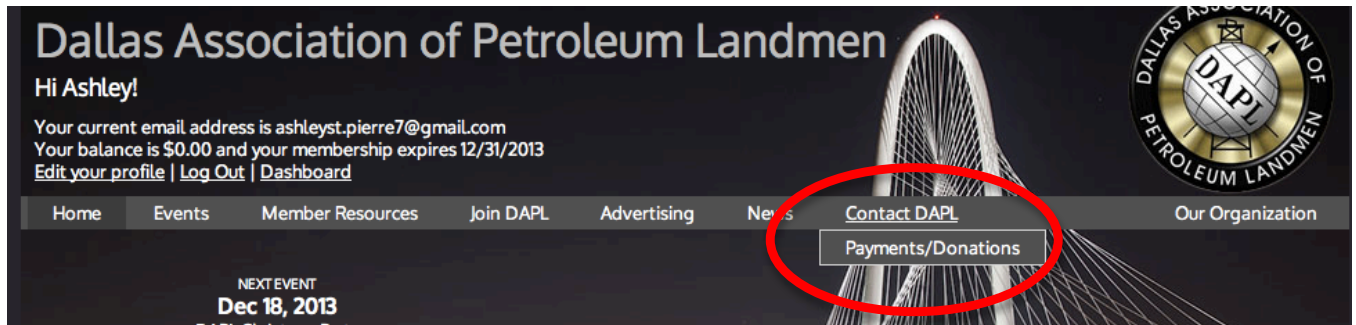 Dallas Association of Petroleum Landmen
Hi Ashley!
Your current email address is ashleyst.pierre7@gmail.com
Your balance is $0.00 and your membership expires 12/31/2013
Edit your profile | Log Out | Dashboard
DALLAS ASSOCIATION OF PETROLEUM LANDMEN
DAPL
Home Events Member Resources Join DAPL Advertising News Contact DAPL Our Organization
Payments/Donations
NEXT EVENT
Dec 18, 2013